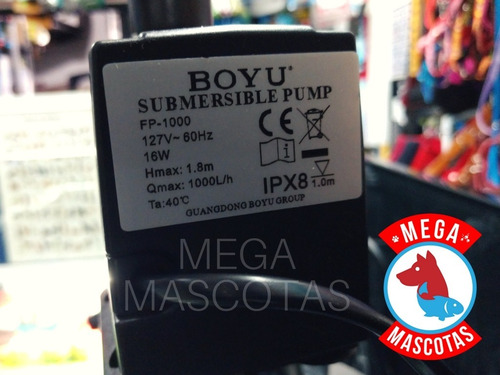 BOYU®
SUBMERSIBLE PUMP
FP-1000
127V~ 60Hz
16W
Hmax: 1.8m
Qmax: 1000L/h
Ta:40℃
CE
i
IPX8
1.0m
GUANGDONG BOYU GROUP
MEGA
MASCOTAS
MEGA
MASCOTAS